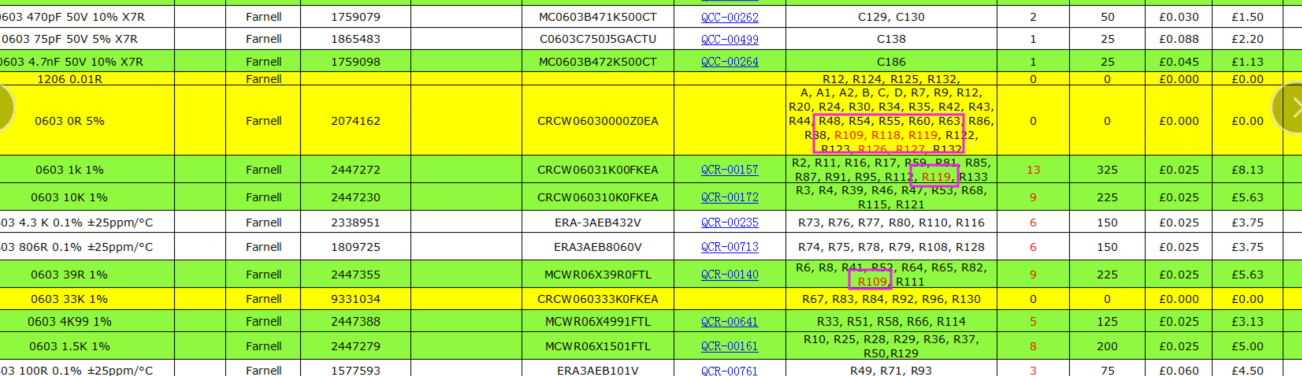 0603 470pF 50V 10% X7R Farnell 1759079 MC0603B471K500CT QCC-00262 C129, C130 2 50 £0.030 £1.50
0603 75pF 50V 5% X7R Farnell 1865483 C0603C750J5GACTU QCC-00499 C138 1 25 £0.088 £2.20
0603 4.7nF 50V 10% X7R Farnell 1759098 MC0603B472K500CT QCC-00264 C186 1 25 £0.045 £1.13
1206 0.01R Farnell R12, R124, R125, R132, 0 0 £0.000 £0.00
0603 0R 5% Farnell 2074162 CRCW06030000Z0EA A, A1, A2, B, C, D, R7, R9, R12,
R20, R24, R30, R34, R35, R42, R43,
R44, R48, R54, R55, R60, R63, R86,
R88, R109, R118, R119, R122,
R123, R126, R127, R132 0 0 £0.000 £0.00
0603 1k 1% Farnell 2447272 CRCW06031K00FKEA QCR-00157 R2, R11, R16, R17, R59, R81, R85,
R87, R91, R95, R112, R119, R133 13 325 £0.025 £8.13
0603 10K 1% Farnell 2447230 CRCW060310K0FKEA QCR-00172 R3, R4, R39, R46, R47, R53, R68,
R115, R121 9 225 £0.025 £5.63
603 4.3 K 0.1% ±25ppm/°C Farnell 2338951 ERA-3AEB432V QCR-00235 R73, R76, R77, R80, R110, R116 6 150 £0.025 £3.75
603 806R 0.1% ±25ppm/°C Farnell 1809725 ERA3AEB8060V QCR-00713 R74, R75, R78, R79, R108, R128 6 150 £0.025 £3.75
0603 39R 1% Farnell 2447355 MCWR06X39R0FTL QCR-00140 R6, R8, R41, R52, R64, R65, R82,
R109, R111 9 225 £0.025 £5.63
0603 33K 1% Farnell 9331034 CRCW060333K0FKEA R67, R83, R84, R92, R96, R130 0 0 £0.000 £0.00
0603 4K99 1% Farnell 2447388 MCWR06X4991FTL QCR-00641 R33, R51, R58, R66, R114 5 125 £0.025 £3.13
0603 1.5K 1% Farnell 2447279 MCWR06X1501FTL QCR-00161 R10, R25, R28, R29, R36, R37,
R50,R129 8 200 £0.025 £5.00
603 100R 0.1% ±25ppm/°C Farnell 1577593 ERA3AEB101V QCR-00761 R49, R71, R93 3 75 £0.060 £4.50